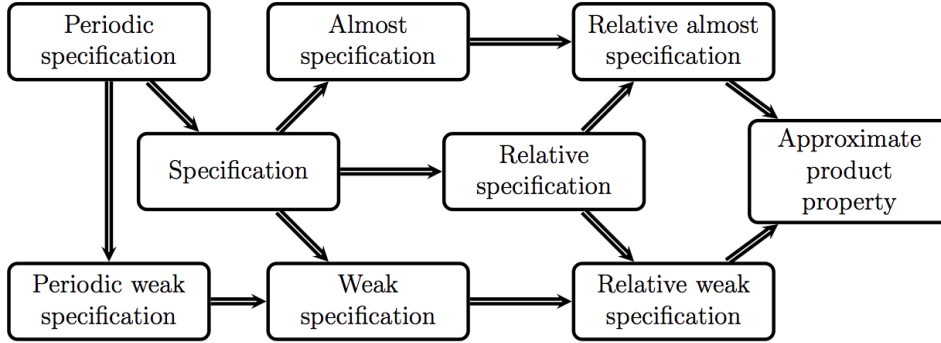 Periodic
specification
Almost
specification
Relative almost
specification
Specification
Relative
specification
Approximate
product
property
Periodic weak
specification
Weak
specification
Relative weak
specification